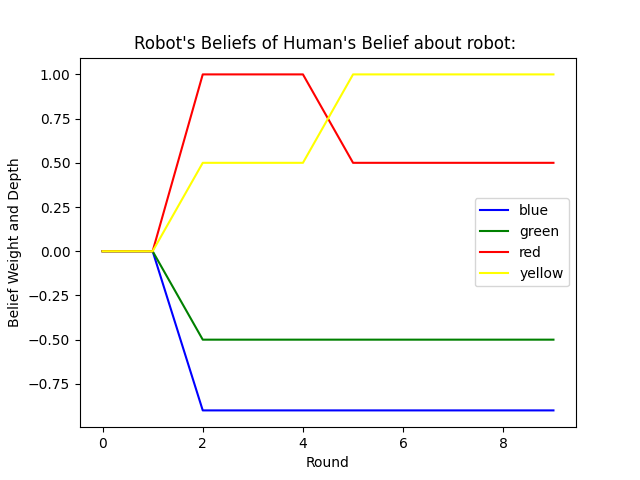 Robot's Beliefs of Human's Belief about robot:
Belief Weight and Depth
1.00
0.75
0.50
0.25
0.00
−0.25
−0.50
−0.75
blue
green
red
yellow
0 2 4 6 8
Round